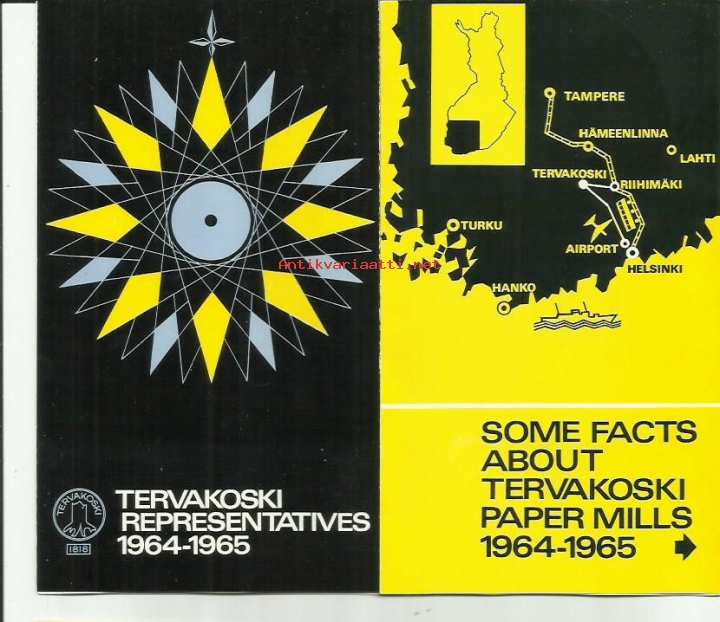 TERVAKOSKI
1818
TERVAKOSKI
REPRESENTATIVES
1964-1965
TAMPERE
HÄMEENLINNA
LAHTI
TERVAKOSKI
RIIHIMÄKI
TURKU
AIRPORT
HELSINKI
HANKO
Antikvariaatti.net
SOME FACTS
ABOUT
TERVAKOSKI
PAPER MILLS
1964-1965